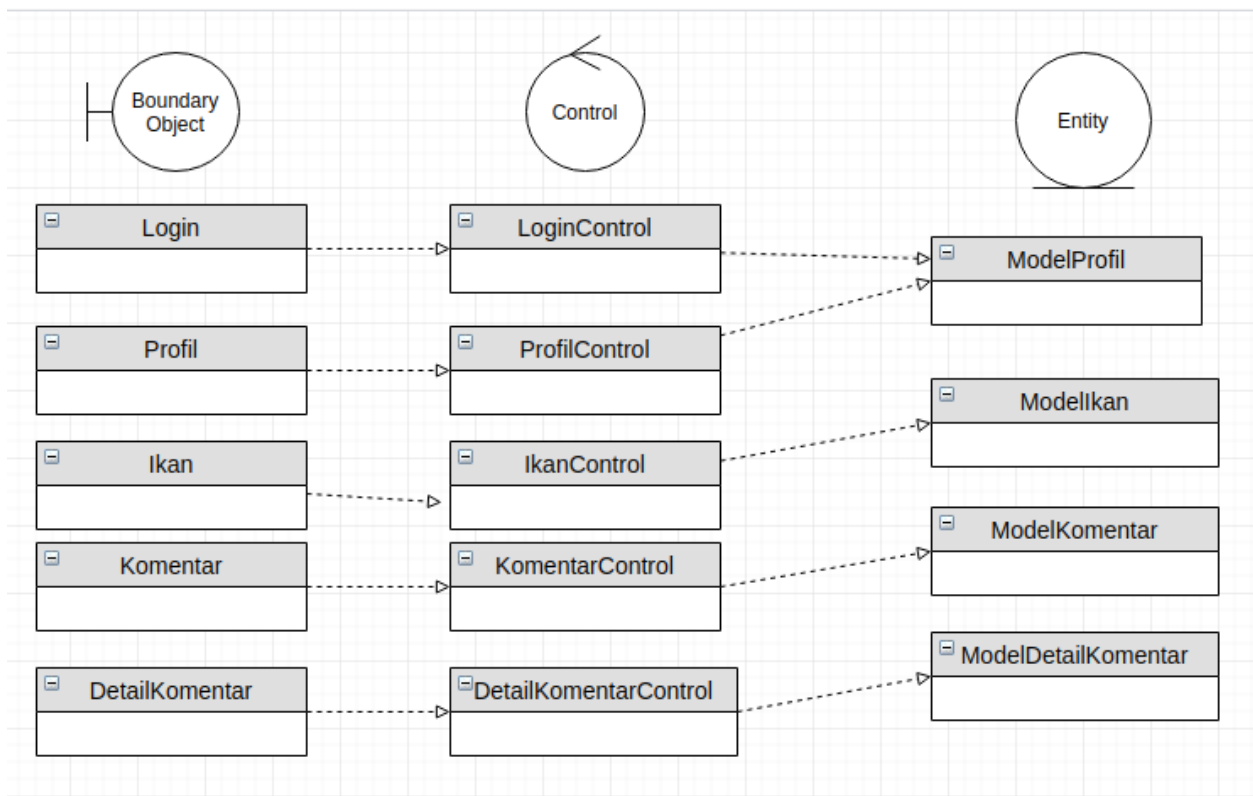 Boundary
Object
Control
Entity
Login
LoginControl
ModelProfil
Profil
ProfilControl
ModelIkan
Ikan
IkanControl
ModelKomentar
Komentar
KomentarControl
ModelDetailKomentar
DetailKomentar
DetailKomentarControl